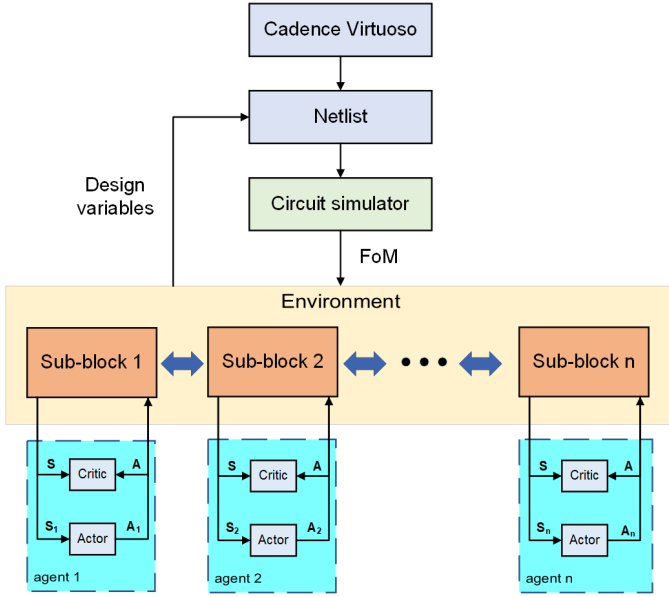 Cadence Virtuoso
Netlist
Design
variables
Circuit simulator
FoM
Environment
Sub-block 1
Sub-block 2
Sub-block n
S
A
Critic
S₁
A₁
Actor
agent 1
S
A
Critic
S₂
A₂
Actor
agent 2
S
A
Critic
Sₙ
Aₙ
Actor
agent n